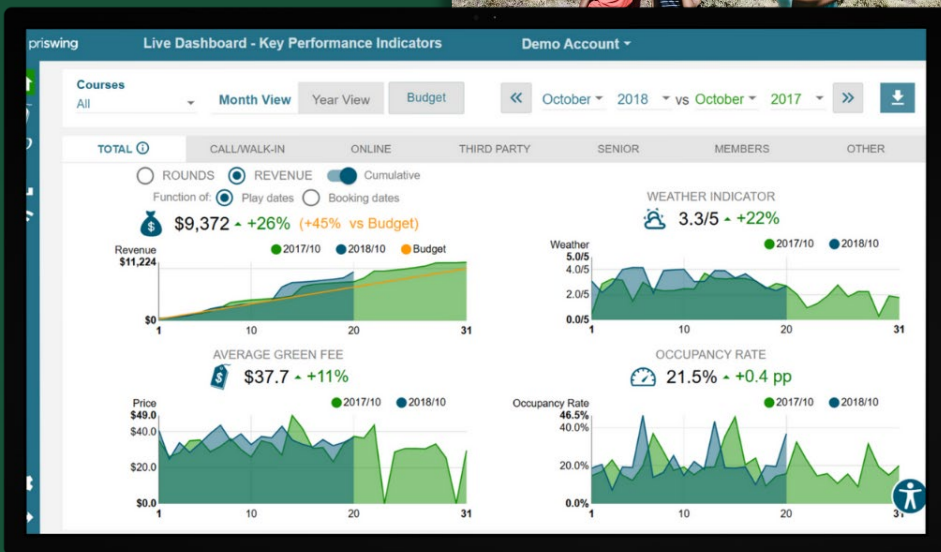 priswing Live Dashboard - Key Performance Indicators Demo Account
Courses
All
Month View Year View Budget
October 2018 vs October 2017
TOTAL CALL/WALK-IN ONLINE THIRD PARTY SENIOR MEMBERS OTHER
ROUNDS REVENUE Cumulative
Function of: Play dates Booking dates
$9,372 +26% (+45% vs Budget)
Revenue 2017/10 2018/10 Budget
$11,224
$0
1 10 20 31
WEATHER INDICATOR
3.3/5 +22%
Weather 2017/10 2018/10
5.0/5
4.0/5
2.0/5
0.0/5
1 10 20 31
AVERAGE GREEN FEE
$37.7 +11%
Price 2017/10 2018/10
$49.0
$40.0
$20.0
$0.0
1 10 20 31
OCCUPANCY RATE
21.5% +0.4 pp
Occupancy Rate 2017/10 2018/10
46.5%
40.0%
20.0%
0.0%
1 10 20 31